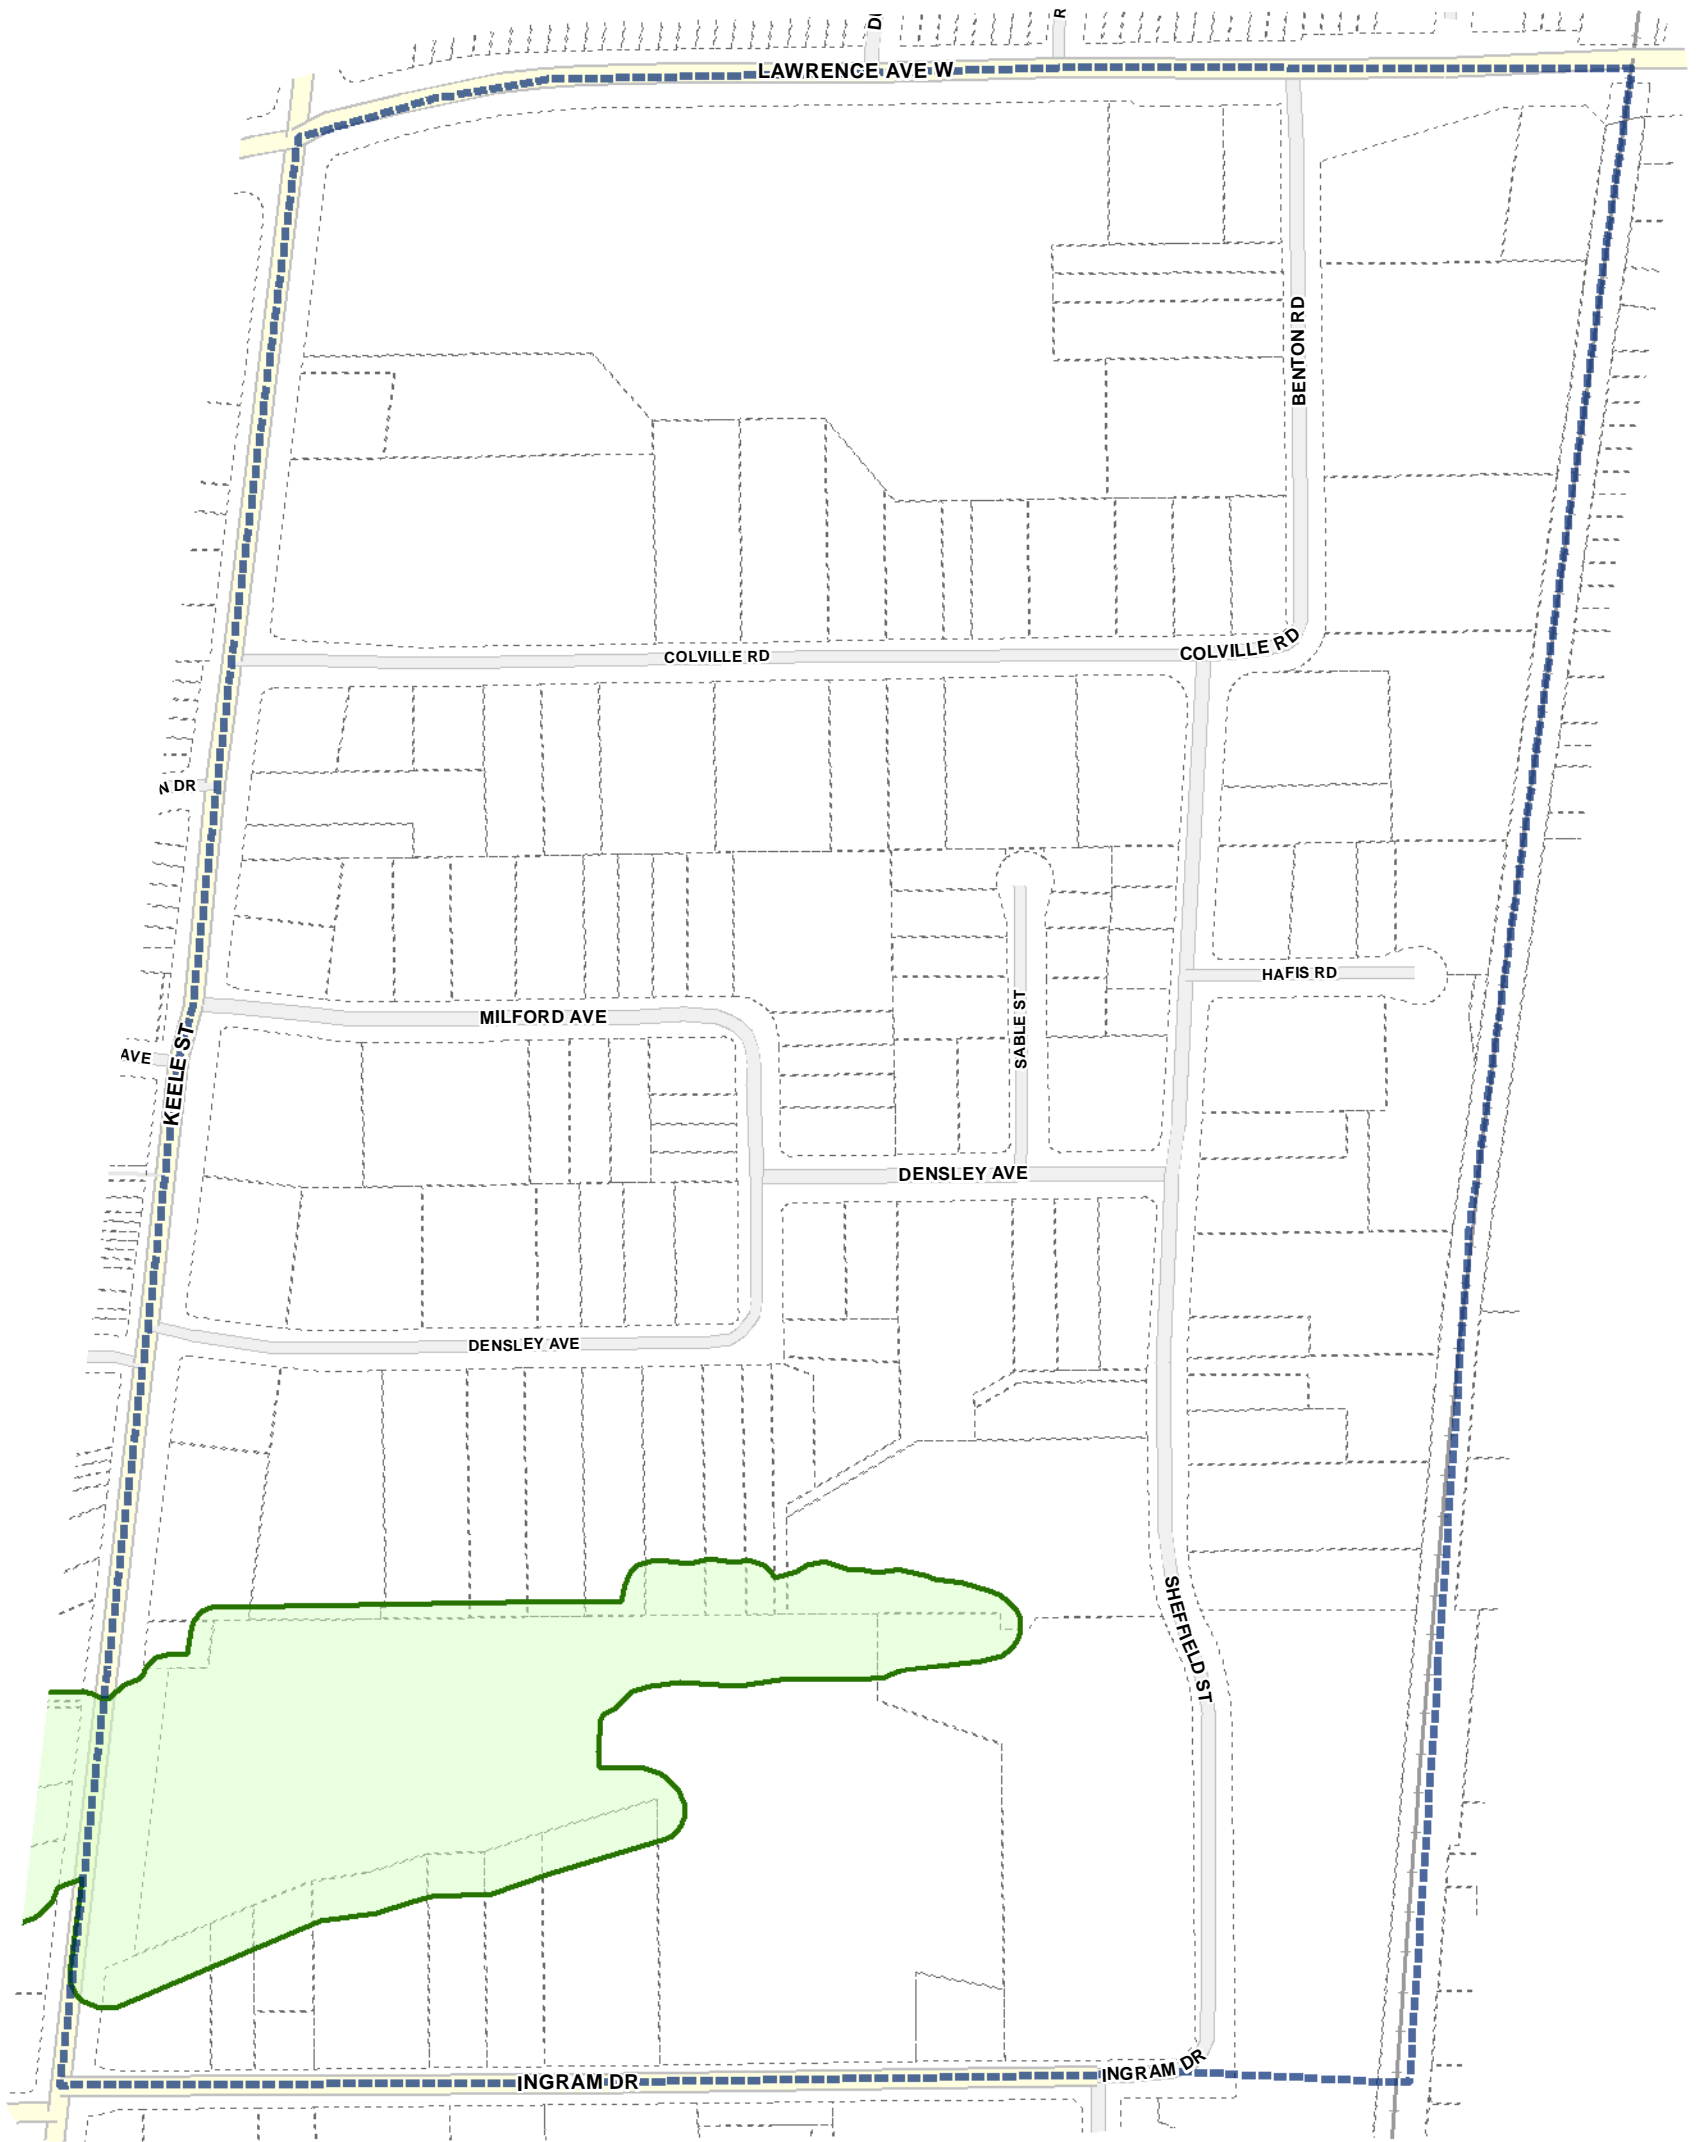 D
R
LAWRENCE AVE W
BENTON RD
COLVILLE RD
COLVILLE RD
N DR
HAFIS RD
MILFORD AVE
SABLE ST
AVE
KEELE ST
DENSLEY AVE
DENSLEY AVE
SHEFFIELD ST
INGRAM DR
INGRAM DR